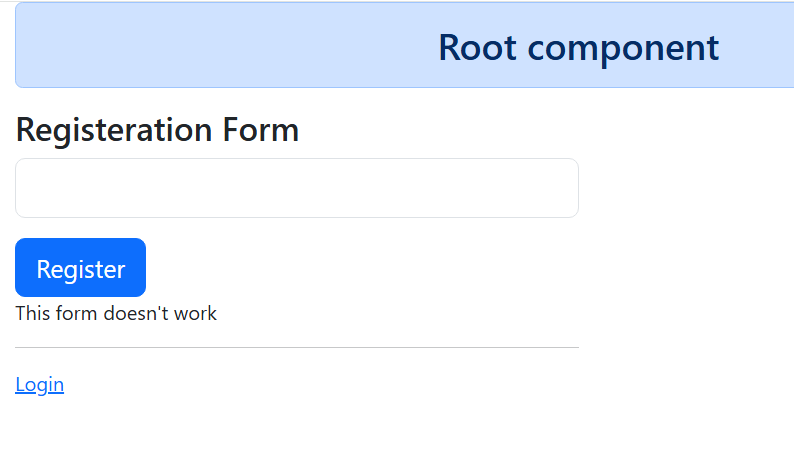 Root component
Registeration Form
Register
This form doesn't work
Login